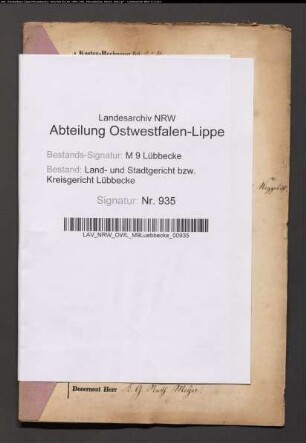 Landesarchiv NRW
Abteilung Ostwestfalen-Lippe
Bestands-Signatur: M 9 Lübbecke
Bestand: Land- und Stadtgericht bzw.
Kreisgericht Lübbecke
Signatur: Nr. 935
LAV_NRW_OWL_M9Luebbecke_00935
Decernent Herr